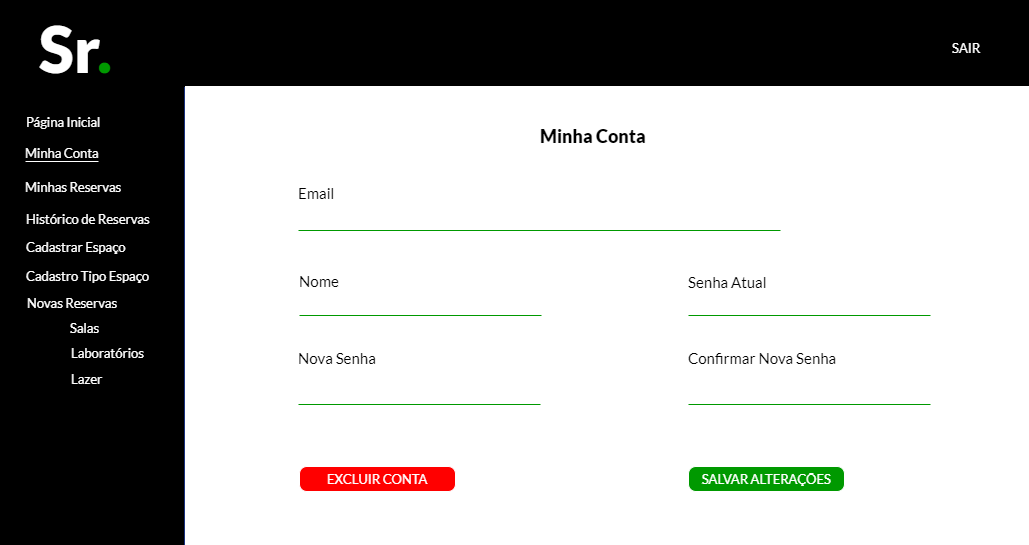 Sr.
SAIR
Página Inicial
Minha Conta
Minhas Reservas
Histórico de Reservas
Cadastrar Espaço
Cadastro Tipo Espaço
Novas Reservas
Salas
Laboratórios
Lazer
Minha Conta
Email
Nome
Senha Atual
Nova Senha
Confirmar Nova Senha
EXCLUIR CONTA
SALVAR ALTERAÇÕES